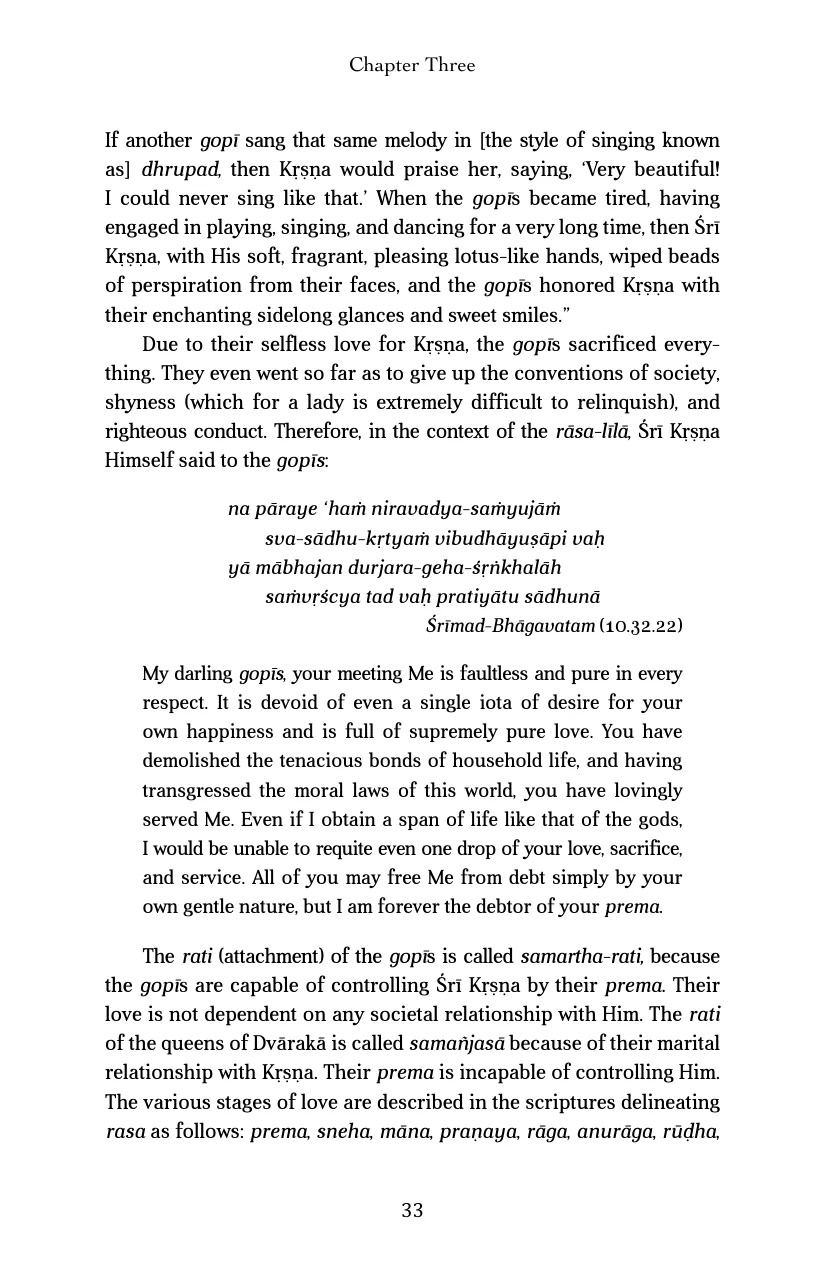 Chapter Three
If another gopī sang that same melody in [the style of singing known
as] dhrupad, then Kṛṣṇa would praise her, saying, ‘Very beautiful!
I could never sing like that.’ When the gopīs became tired, having
engaged in playing, singing, and dancing for a very long time, then Śrī
Kṛṣṇa, with His soft, fragrant, pleasing lotus-like hands, wiped beads
of perspiration from their faces, and the gopīs honored Kṛṣṇa with
their enchanting sidelong glances and sweet smiles.”
Due to their selfless love for Kṛṣṇa, the gopīs sacrificed every-
thing. They even went so far as to give up the conventions of society,
shyness (which for a lady is extremely difficult to relinquish), and
righteous conduct. Therefore, in the context of the rāsa-līlā, Śrī Kṛṣṇa
Himself said to the gopīs:
na pāraye ‘haṁ niravadya-saṁyujāṁ
sva-sādhu-kṛtyaṁ vibudhāyuṣāpi vaḥ
yā mābhajan durjara-geha-śṛṅkhalāh
saṁvṛścya tad vaḥ pratiyātu sādhunā
Śrīmad-Bhāgavatam (10.32.22)
My darling gopīs, your meeting Me is faultless and pure in every
respect. It is devoid of even a single iota of desire for your
own happiness and is full of supremely pure love. You have
demolished the tenacious bonds of household life, and having
transgressed the moral laws of this world, you have lovingly
served Me. Even if I obtain a span of life like that of the gods,
I would be unable to requite even one drop of your love, sacrifice,
and service. All of you may free Me from debt simply by your
own gentle nature, but I am forever the debtor of your prema.
The rati (attachment) of the gopīs is called samartha-rati, because
the gopīs are capable of controlling Śrī Kṛṣṇa by their prema. Their
love is not dependent on any societal relationship with Him. The rati
of the queens of Dvārakā is called samañjasā because of their marital
relationship with Kṛṣṇa. Their prema is incapable of controlling Him.
The various stages of love are described in the scriptures delineating
rasa as follows: prema, sneha, māna, praṇaya, rāga, anurāga, rūḍha,
33